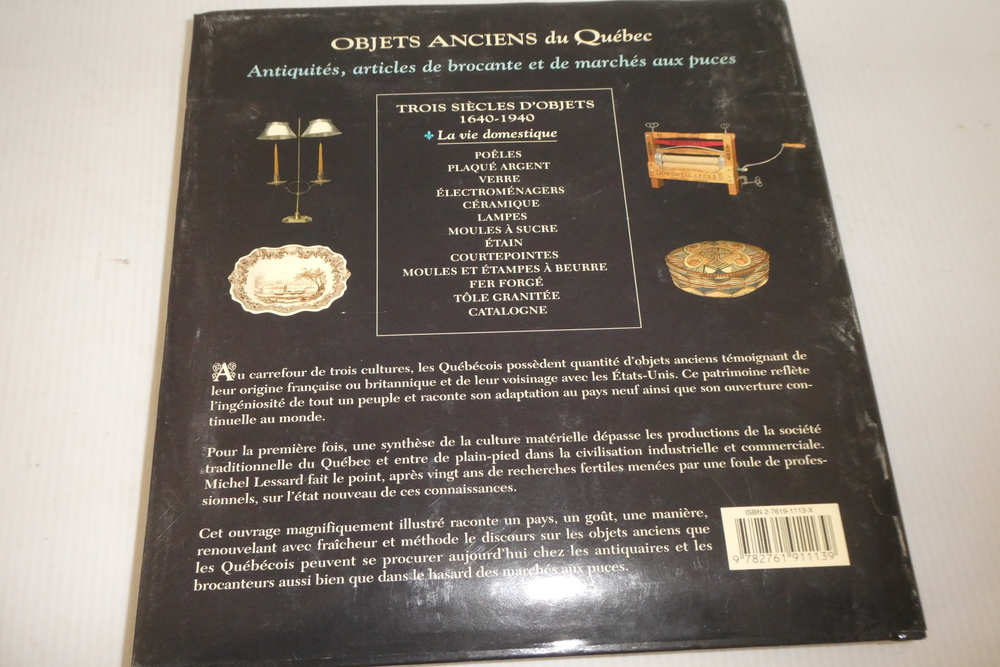 OBJETS ANCIENS du Québec
Antiquités, articles de brocante et de marchés aux puces
TROIS SIÈCLES D'OBJETS
1640-1940
La vie domestique
POÊLES
PLAQUÉ ARGENT
VERRE
ÉLECTROMÉNAGERS
CÉRAMIQUE
LAMPES
MOULES À SUCRE
ÉTAIN
COURTEPOINTES
MOULES ET ÉTAMPES À BEURRE
FER FORGÉ
TÔLE GRANITÉE
CATALOGNE
Au carrefour de trois cultures, les Québécois possèdent quantité d'objets anciens témoignant de
leur origine française ou britannique et de leur voisinage avec les États-Unis. Ce patrimoine reflète
l'ingéniosité de tout un peuple et raconte son adaptation au pays neuf ainsi que son ouverture con-
tinuelle au monde.
Pour la première fois, une synthèse de la culture matérielle dépasse les productions de la société
traditionnelle du Québec et entre de plain-pied dans la civilisation industrielle et commerciale.
Michel Lessard fait le point, après vingt ans de recherches fertiles menées par une foule de profes-
sionnels, sur l'état nouveau de ces connaissances.
Cet ouvrage magnifiquement illustré raconte un pays, un goût, une manière,
renouvelant avec fraîcheur et méthode le discours sur les objets anciens que
les Québécois peuvent se procurer aujourd'hui chez les antiquaires et les
brocanteurs aussi bien que dans le hasard des marchés aux puces.
ISBN 2-7619-1113-X
9 782761 911139